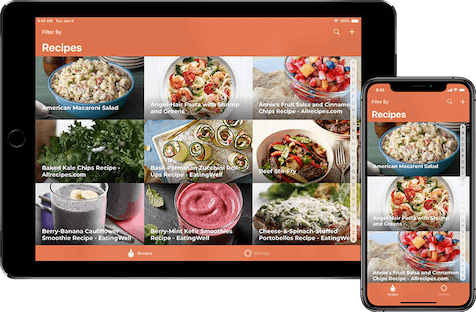 9:41 AM Tue Jan 9
100%
Filter By
Recipes
American Macaroni Salad
Angel Hair Pasta with Shrimp
and Greens
Annie's Fruit Salsa and Cinnamon
Chips Recipe - Allrecipes.com
Baked Kale Chips Recipe -
Allrecipes.com
Basil-Parmesan Zucchini Roll-
Ups Recipe - EatingWell
Beef Stir-Fry
Berry-Banana Cauliflower
Smoothie Recipe - EatingWell
Berry-Mint Kefir Smoothies
Recipe - EatingWell
Cheese-&-Spinach-Stuffed
Portobellos Recipe - EatingWell
Recipes
Settings
9:41
Filter By
Recipes
American Macaroni Salad
Angel Hair Pasta with Shrimp
and Greens
Annie's Fruit Salsa and Cinnamon
Chips Recipe - Allrecipes.com
Recipes
Settings